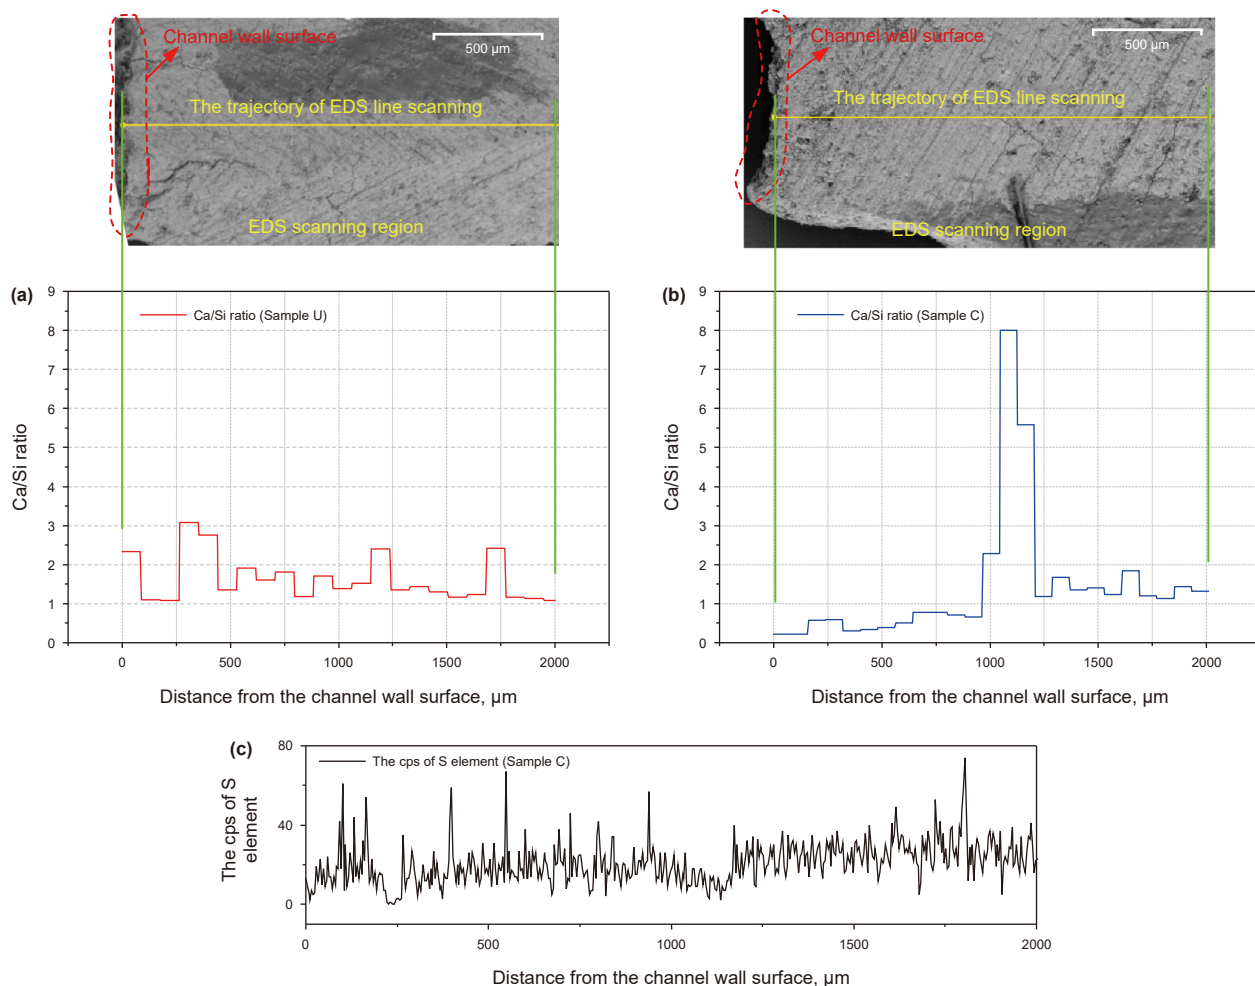 Channel wall surface
500 µm
The trajectory of EDS line scanning
EDS scanning region
Channel wall surface
500 µm
The trajectory of EDS line scanning
EDS scanning region
(a)
Ca/Si ratio (Sample U)
Ca/Si ratio
9
8
7
6
5
4
3
2
1
0
0 500 1000 1500 2000
Distance from the channel wall surface, µm
(b)
Ca/Si ratio (Sample C)
Ca/Si ratio
9
8
7
6
5
4
3
2
1
0
0 500 1000 1500 2000
Distance from the channel wall surface, µm
(c)
The cps of S element (Sample C)
The cps of S
element
80
40
0
0 500 1000 1500 2000
Distance from the channel wall surface, µm